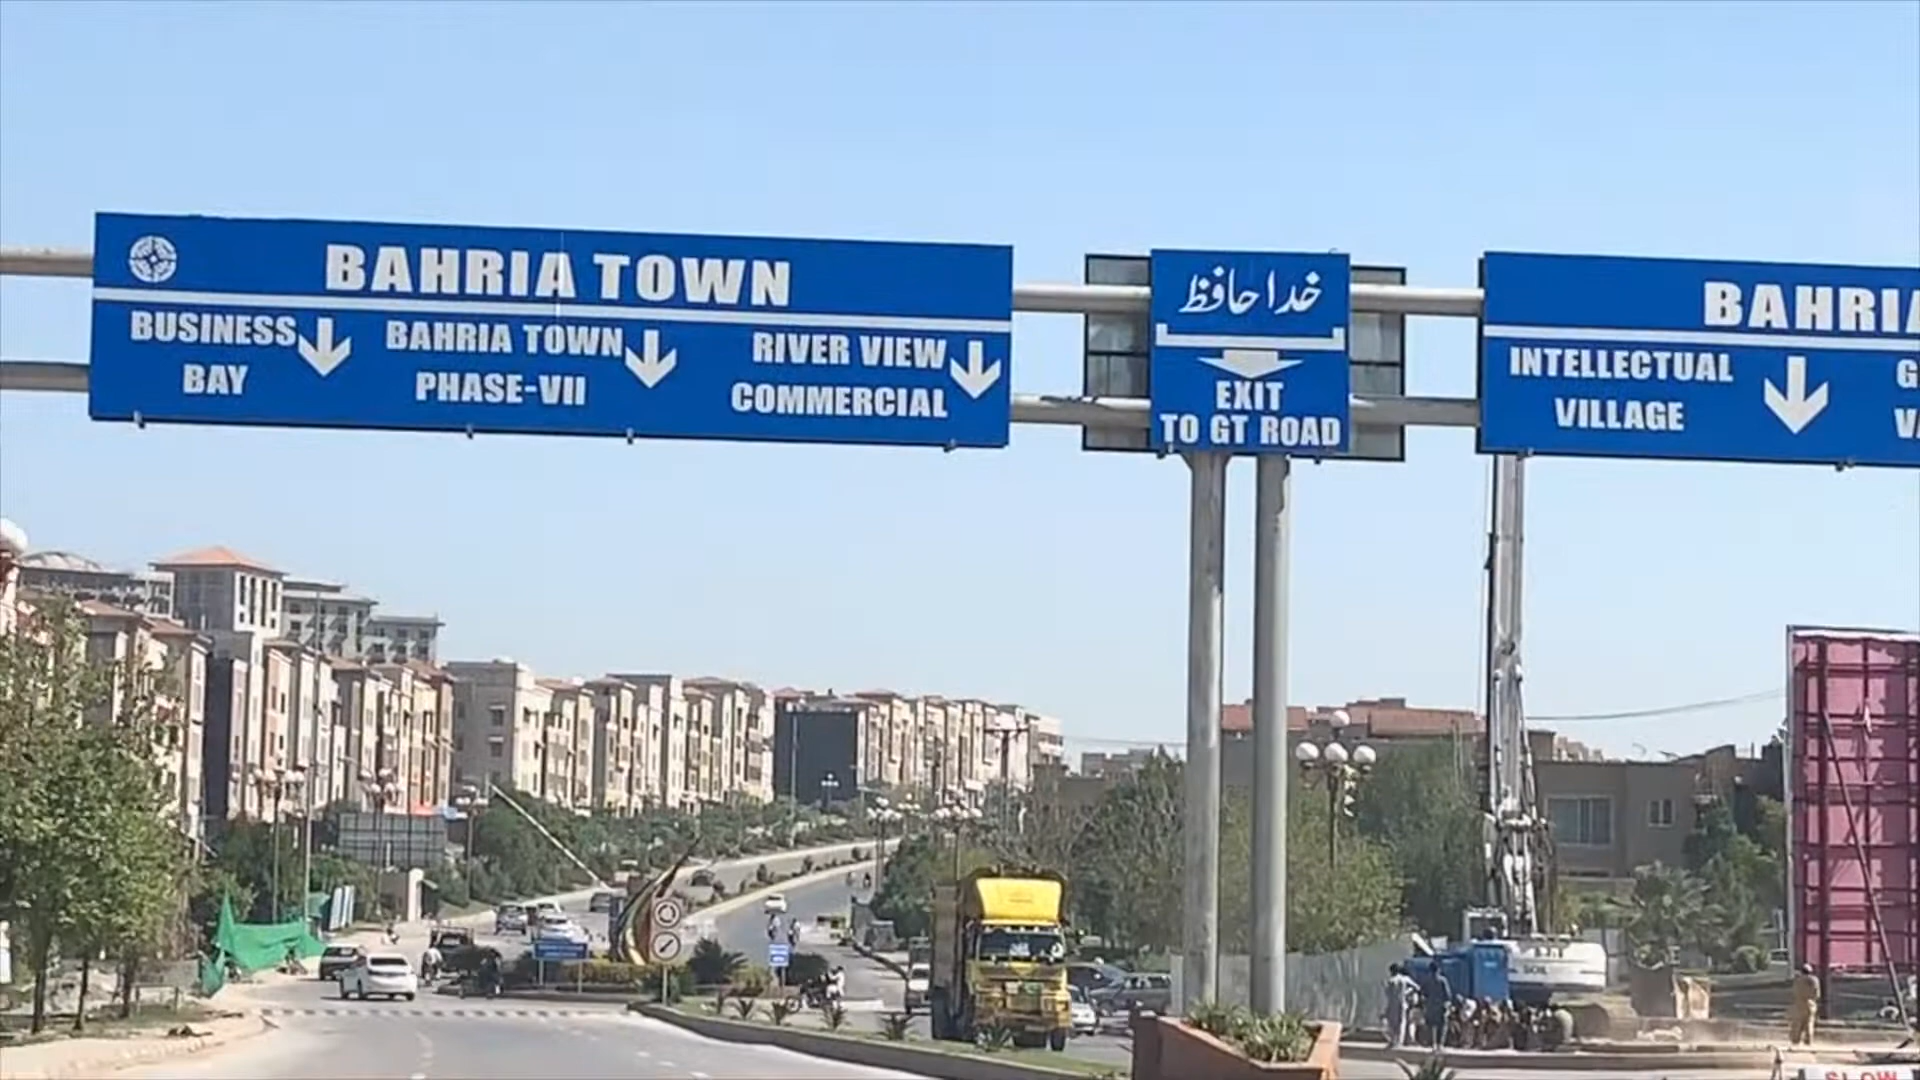 BAHRIA TOWN
BUSINESS
BAY
BAHRIA TOWN
PHASE-VII
RIVER VIEW
COMMERCIAL
خدا حافظ
EXIT
TO GT ROAD
BAHRIA
INTELLECTUAL
VILLAGE
SLOW